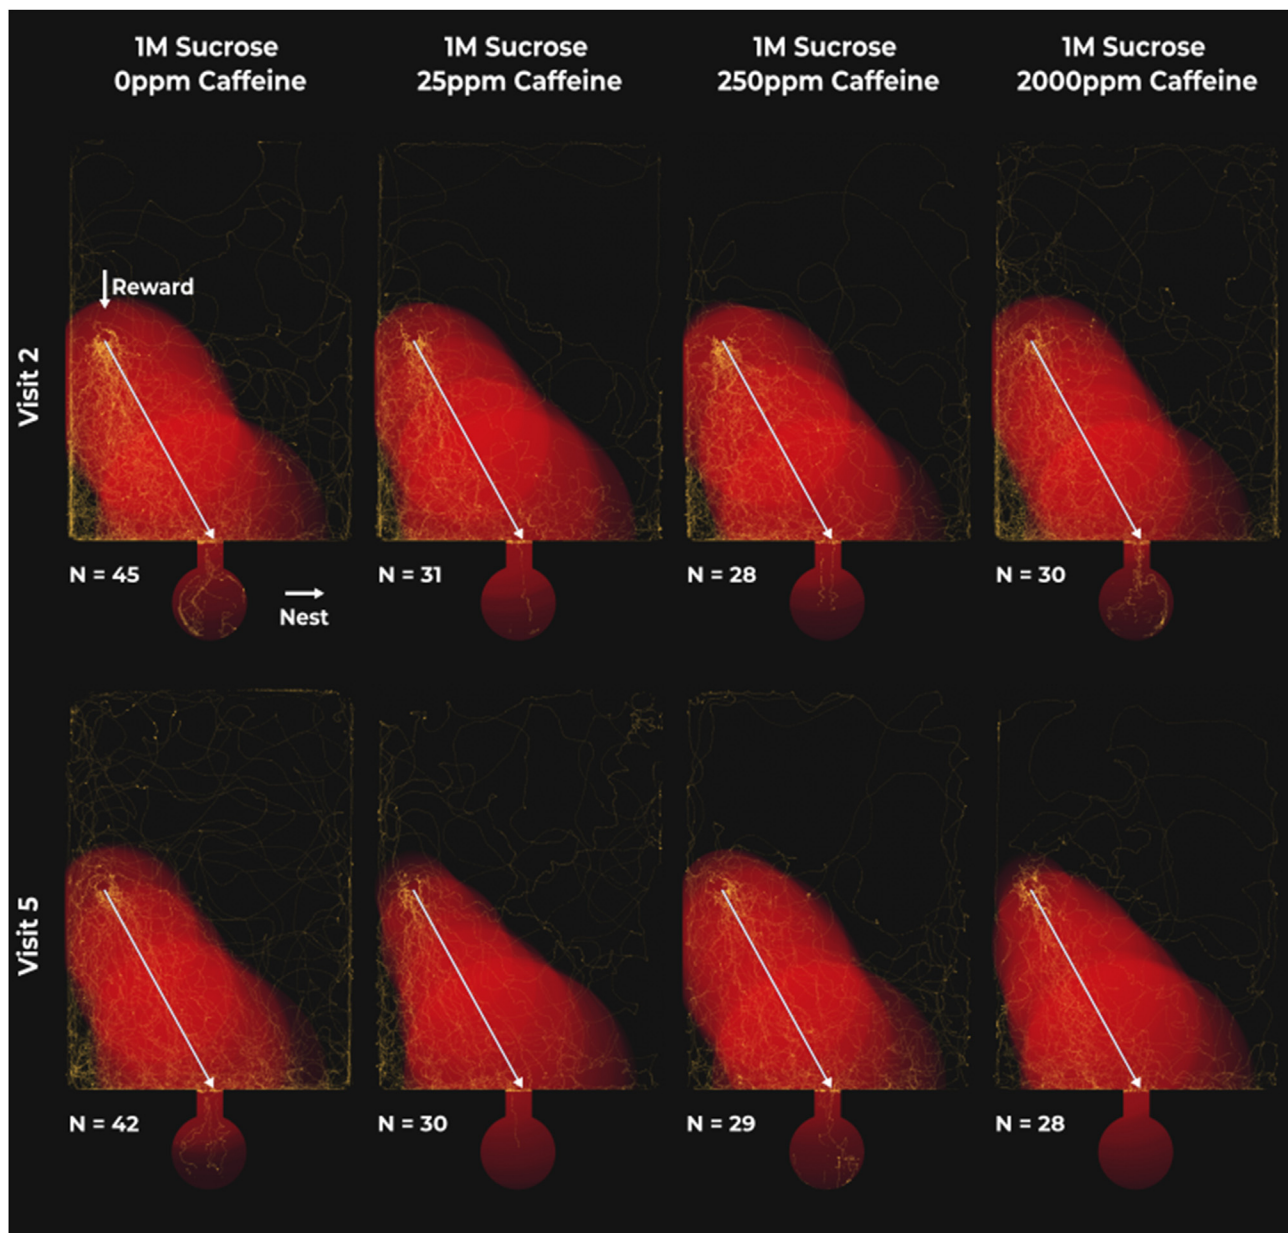 1M Sucrose
0ppm Caffeine
1M Sucrose
25ppm Caffeine
1M Sucrose
250ppm Caffeine
1M Sucrose
2000ppm Caffeine
Visit 2
Reward
N = 45
Nest
N = 31
N = 28
N = 30
Visit 5
N = 42
N = 30
N = 29
N = 28